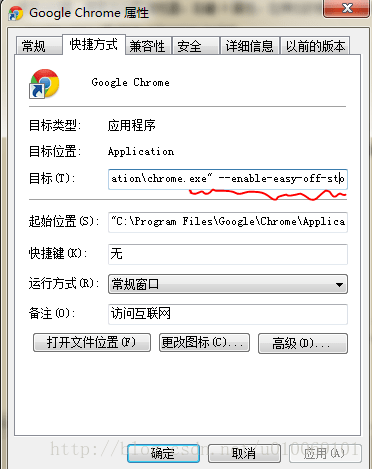 Google Chrome 属性
常规 快捷方式 兼容性 安全 详细信息 以前的版本
Google Chrome
目标类型: 应用程序
目标位置: Application
目标(T): ation\chrome.exe" --enable-easy-off-sto
起始位置(S): "C:\Program Files\Google\Chrome\Applica
快捷键(K): 无
运行方式(R): 常规窗口
备注(O): 访问互联网
打开文件位置(F) 更改图标(C)... 高级(D)...
确定 取消 应用(A)